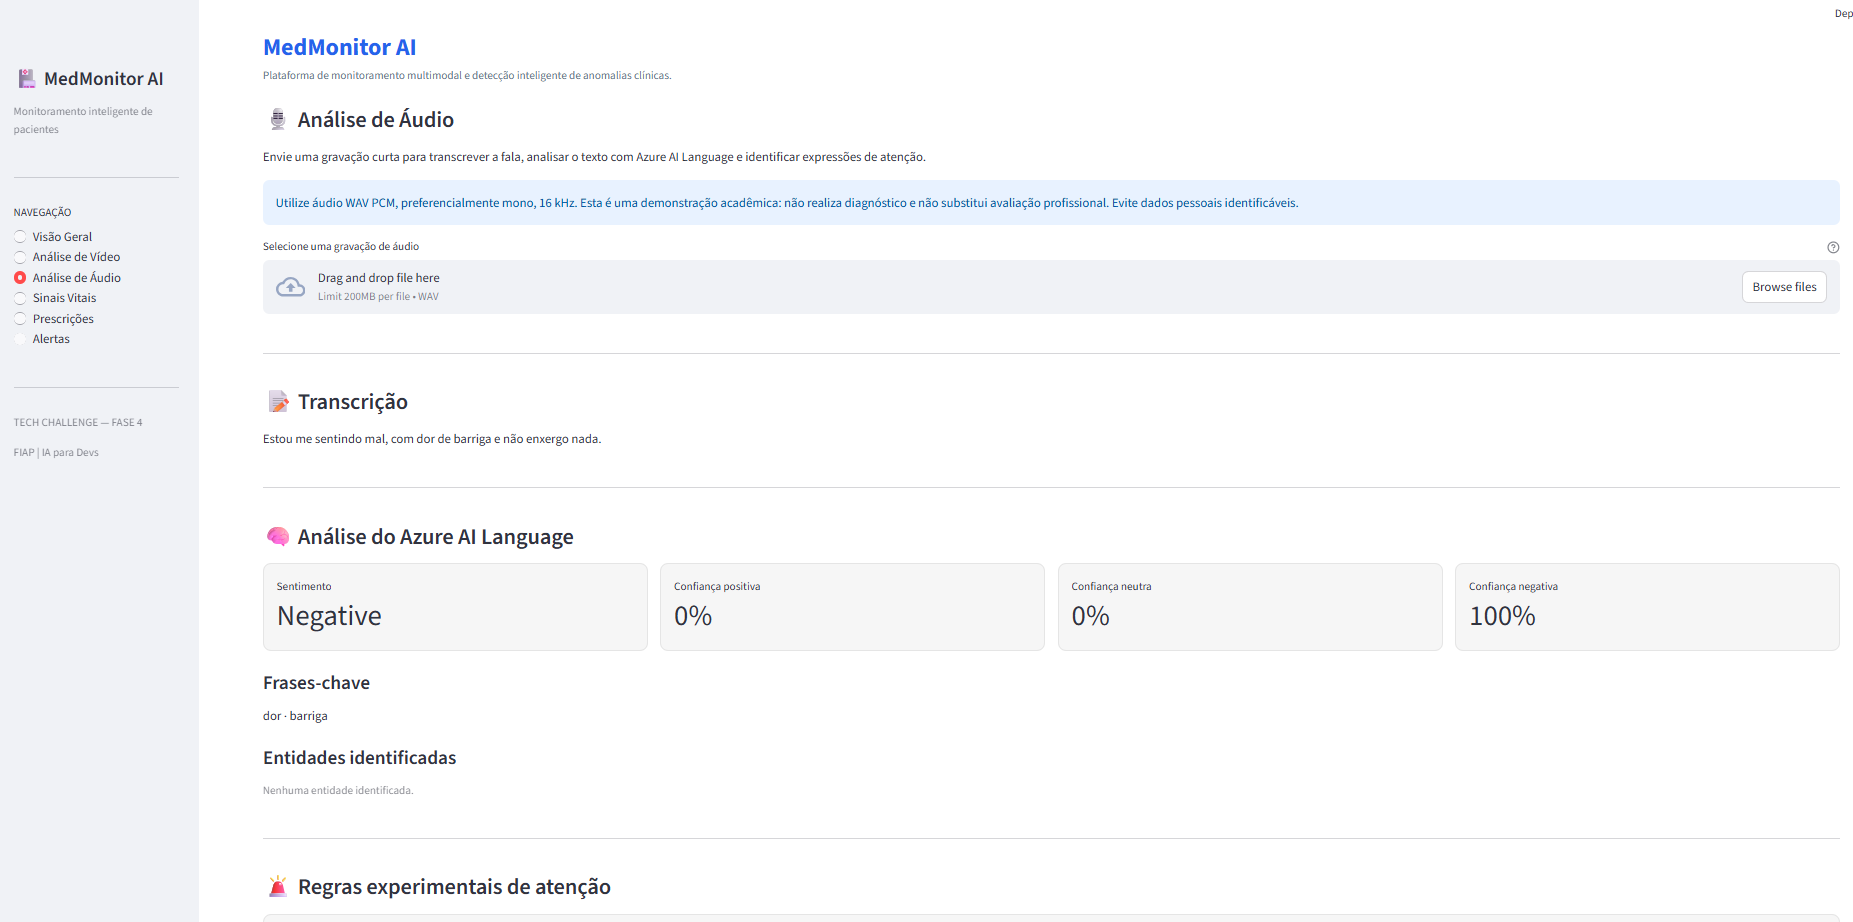 Dep
MedMonitor AI
Monitoramento inteligente de
pacientes
NAVEGAÇÃO
Visão Geral
Análise de Vídeo
Análise de Áudio
Sinais Vitais
Prescrições
Alertas
TECH CHALLENGE — FASE 4
FIAP | IA para Devs
MedMonitor AI
Plataforma de monitoramento multimodal e detecção inteligente de anomalias clínicas.
Análise de Áudio
Envie uma gravação curta para transcrever a fala, analisar o texto com Azure AI Language e identificar expressões de atenção.
Utilize áudio WAV PCM, preferencialmente mono, 16 kHz. Esta é uma demonstração acadêmica: não realiza diagnóstico e não substitui avaliação profissional. Evite dados pessoais identificáveis.
Selecione uma gravação de áudio
Drag and drop file here
Limit 200MB per file • WAV
Browse files
Transcrição
Estou me sentindo mal, com dor de barriga e não enxergo nada.
Análise do Azure AI Language
Sentimento
Negative
Confiança positiva
0%
Confiança neutra
0%
Confiança negativa
100%
Frases-chave
dor · barriga
Entidades identificadas
Nenhuma entidade identificada.
Regras experimentais de atenção